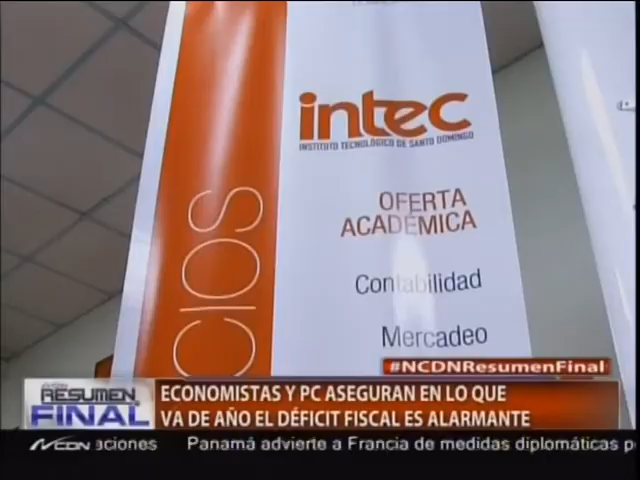 intec
INSTITUTO TECNOLÓGICO DE SANTO DOMINGO
CIOS
OFERTA
ACADÉMICA
Contabilidad
Mercadeo
#NCDNResumenFinal
RESUMEN
FINAL
ECONOMISTAS Y PC ASEGURAN EN LO QUE
VA DE AÑO EL DÉFICIT FISCAL ES ALARMANTE
NCDN aciones Panamá advierte a Francia de medidas diplomáticas p